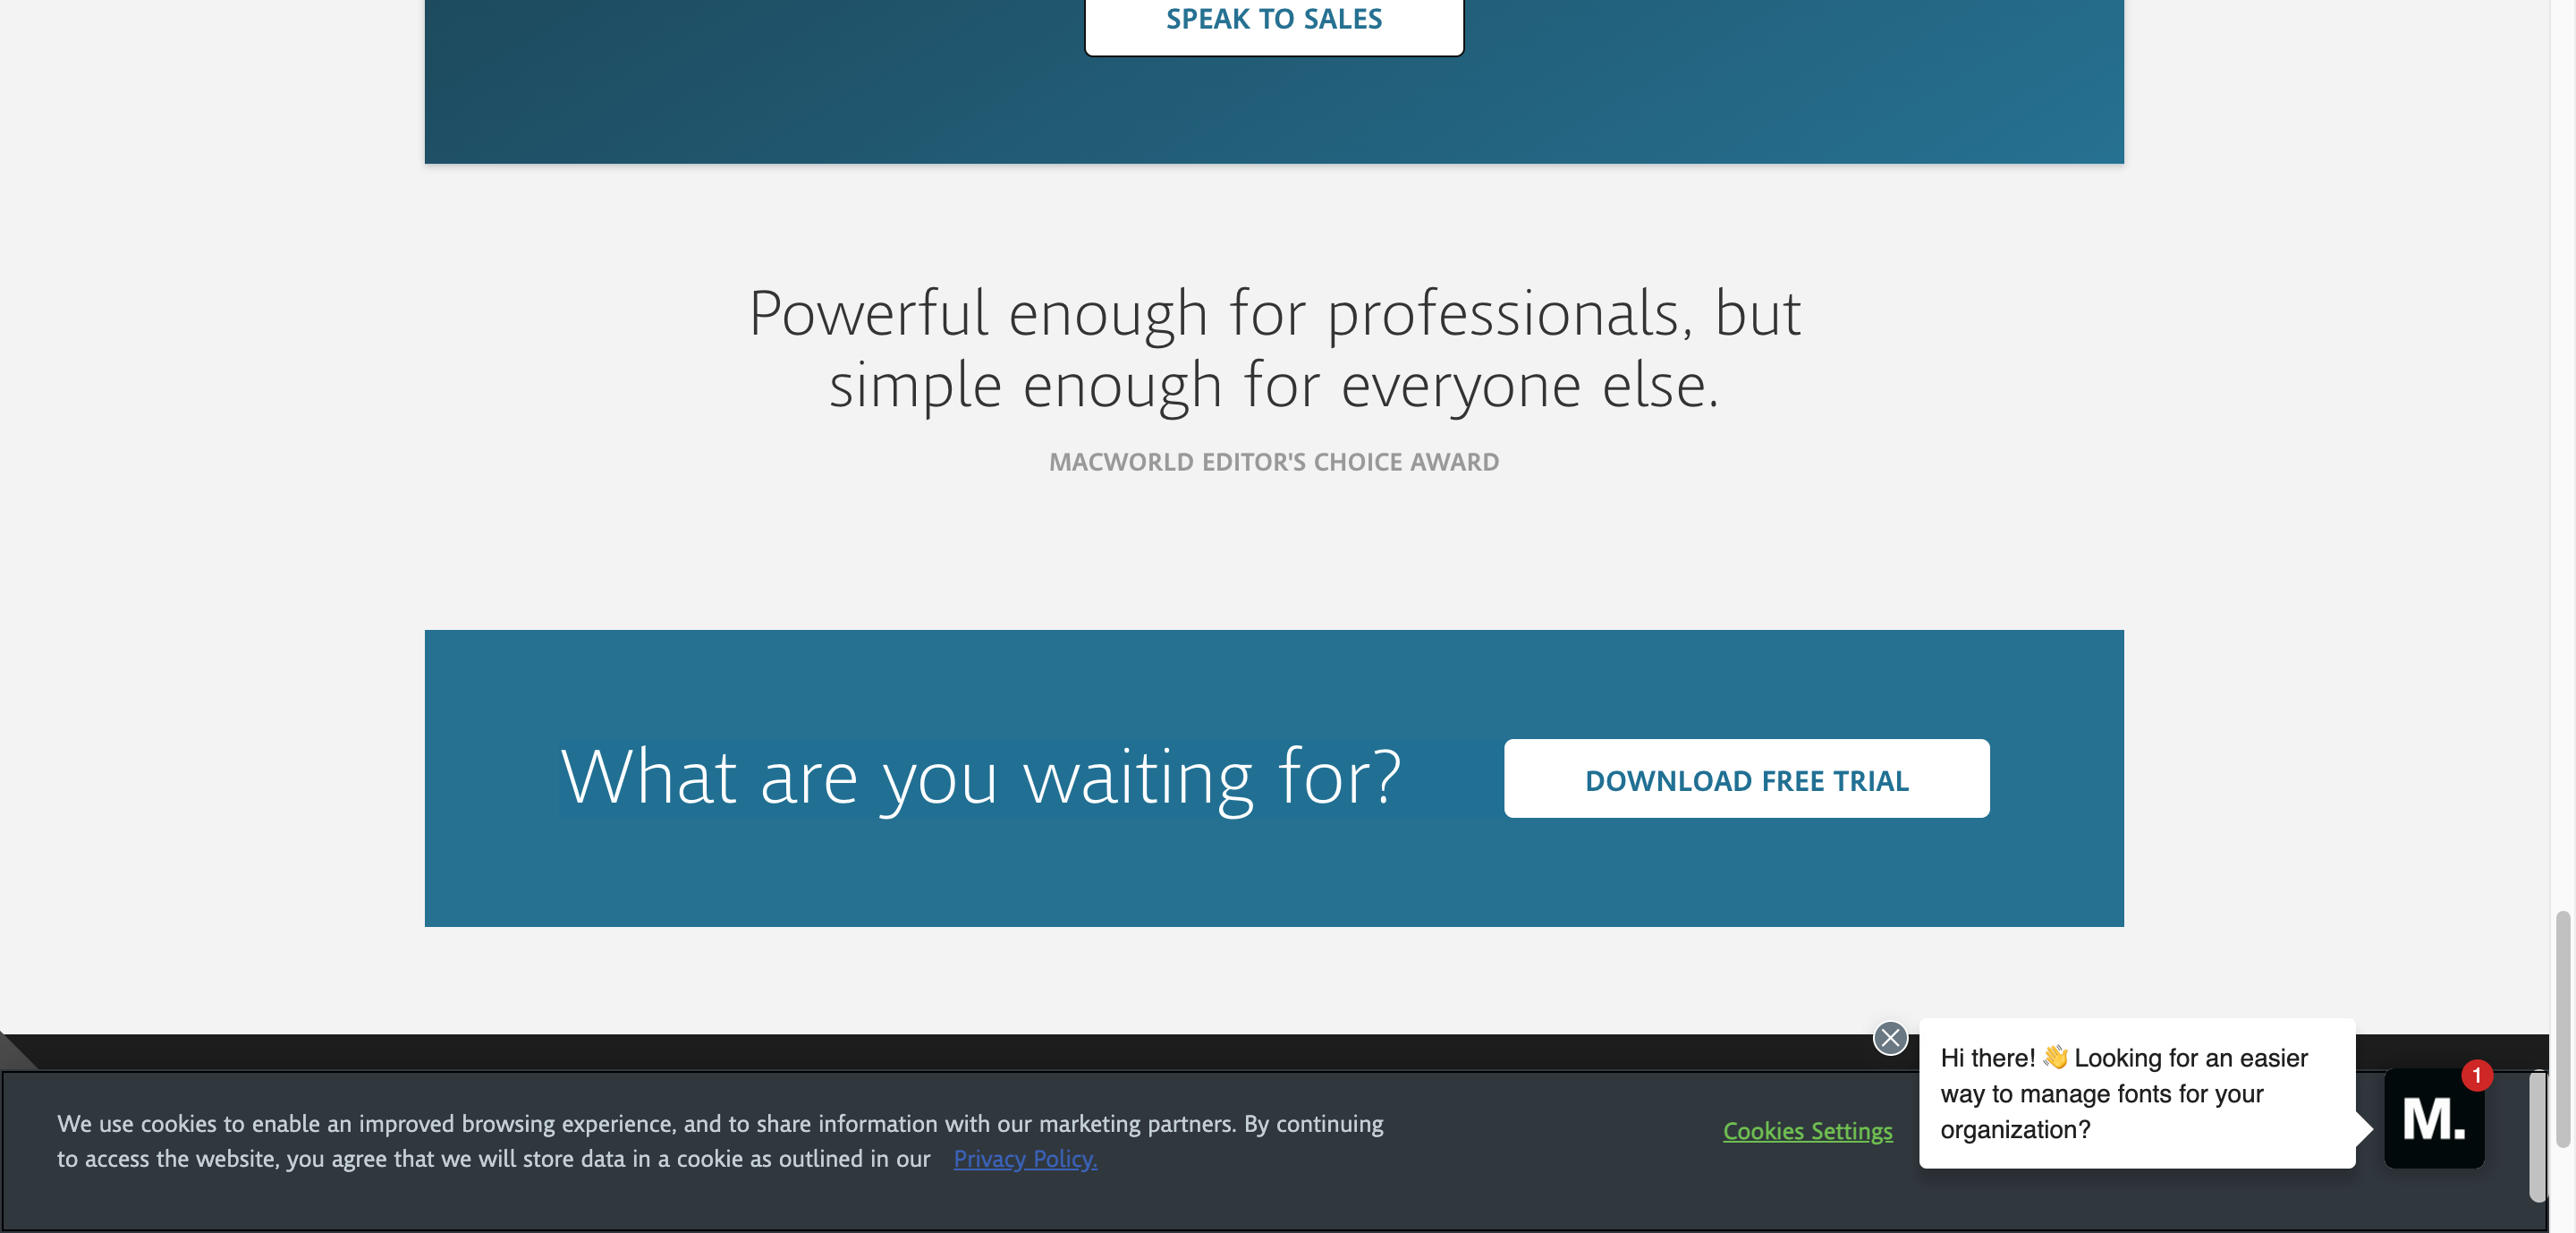 SPEAK TO SALES
Powerful enough for professionals, but
simple enough for everyone else.
MACWORLD EDITOR'S CHOICE AWARD
What are you waiting for?
DOWNLOAD FREE TRIAL
We use cookies to enable an improved browsing experience, and to share information with our marketing partners. By continuing
to access the website, you agree that we will store data in a cookie as outlined in our Privacy Policy.
Cookies Settings
Hi there! 👋 Looking for an easier
way to manage fonts for your
organization?
M.
1